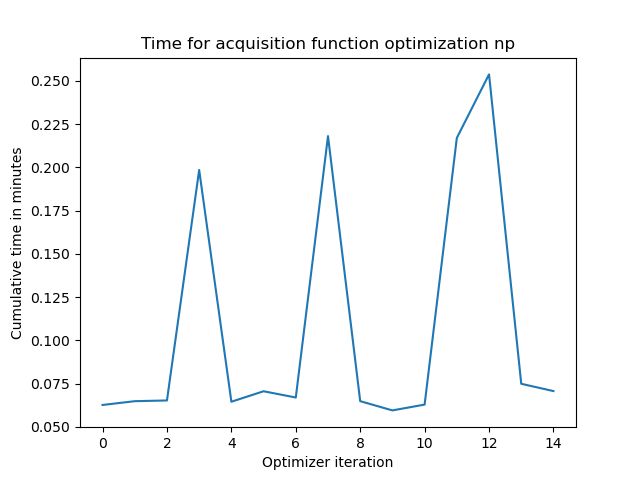 Time for acquisition function optimization np
Cumulative time in minutes
0.250
0.225
0.200
0.175
0.150
0.125
0.100
0.075
0.050
0 2 4 6 8 10 12 14
Optimizer iteration